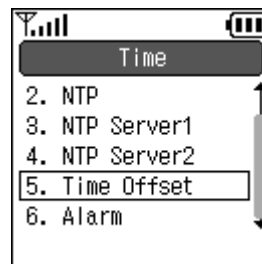 Time
2. NTP
3. NTP Server1
4. NTP Server2
5. Time Offset
6. Alarm